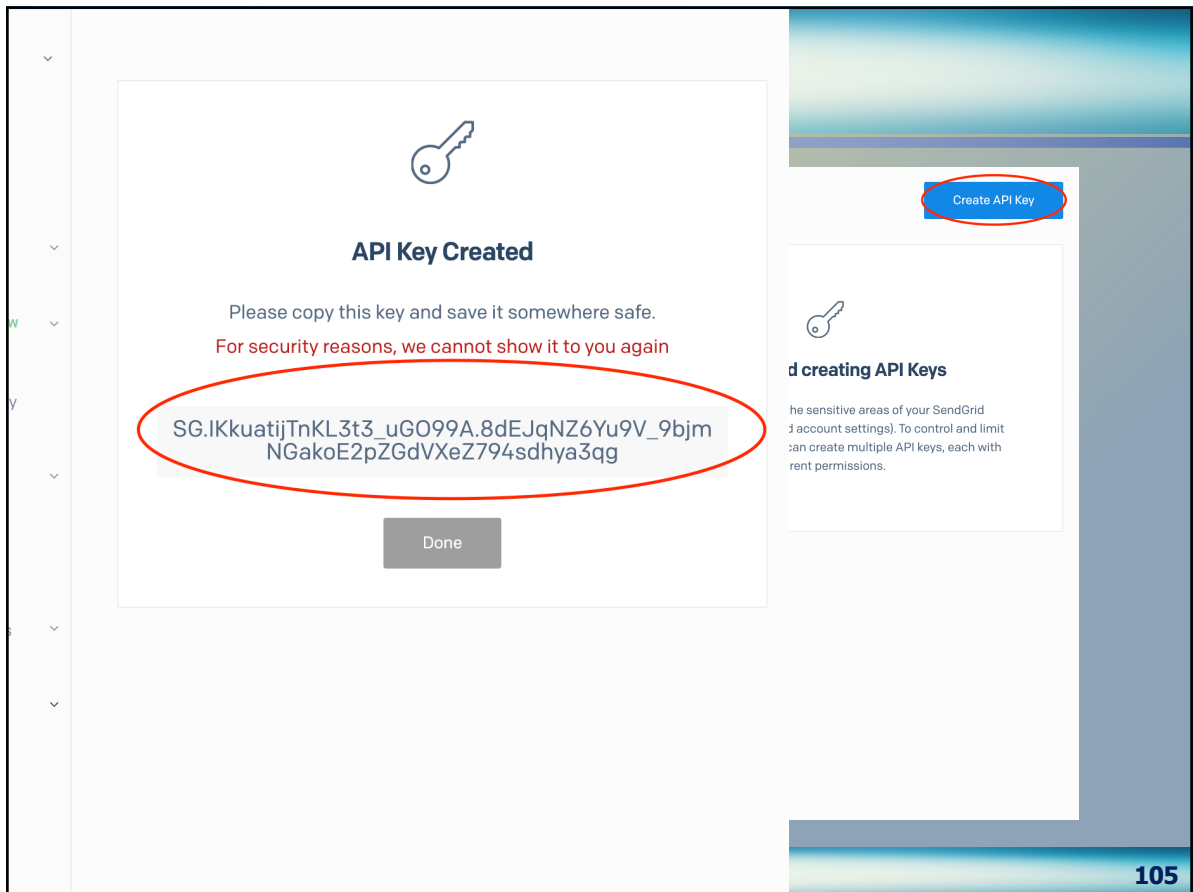 API Key Created
Please copy this key and save it somewhere safe.
For security reasons, we cannot show it to you again
SG.lKkuatijTnKL3t3_uGO99A.8dEJqNZ6Yu9V_9bjm
NGakoE2pZGdVXeZ794sdhya3qg
Done
w
y
s
Create API Key
d creating API Keys
he sensitive areas of your SendGrid
d account settings). To control and limit
can create multiple API keys, each with
rent permissions.
105